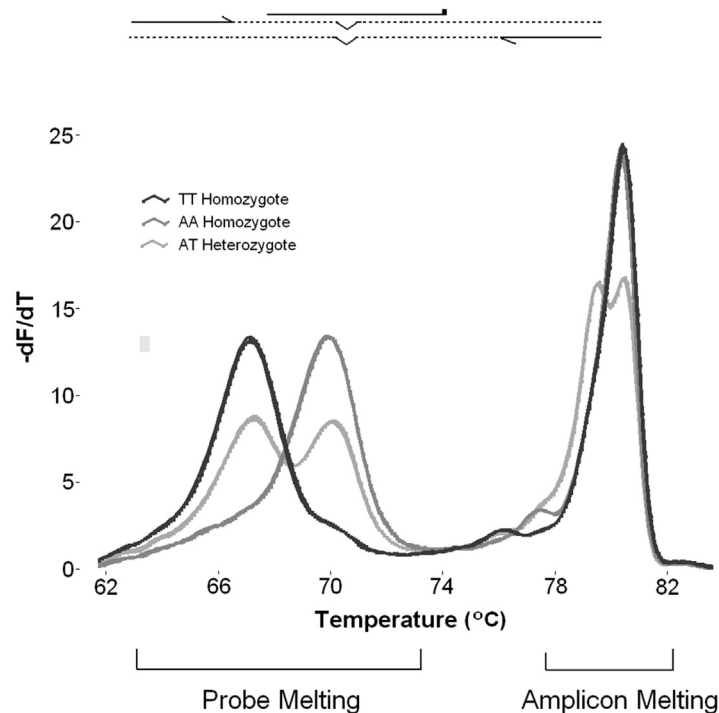 25
TT Homozygote
AA Homozygote
AT Heterozygote
20
15
-dF/dT
10
5
0
62 67 70 74 78 82
Temperature (°C)
Probe Melting Amplicon Melting